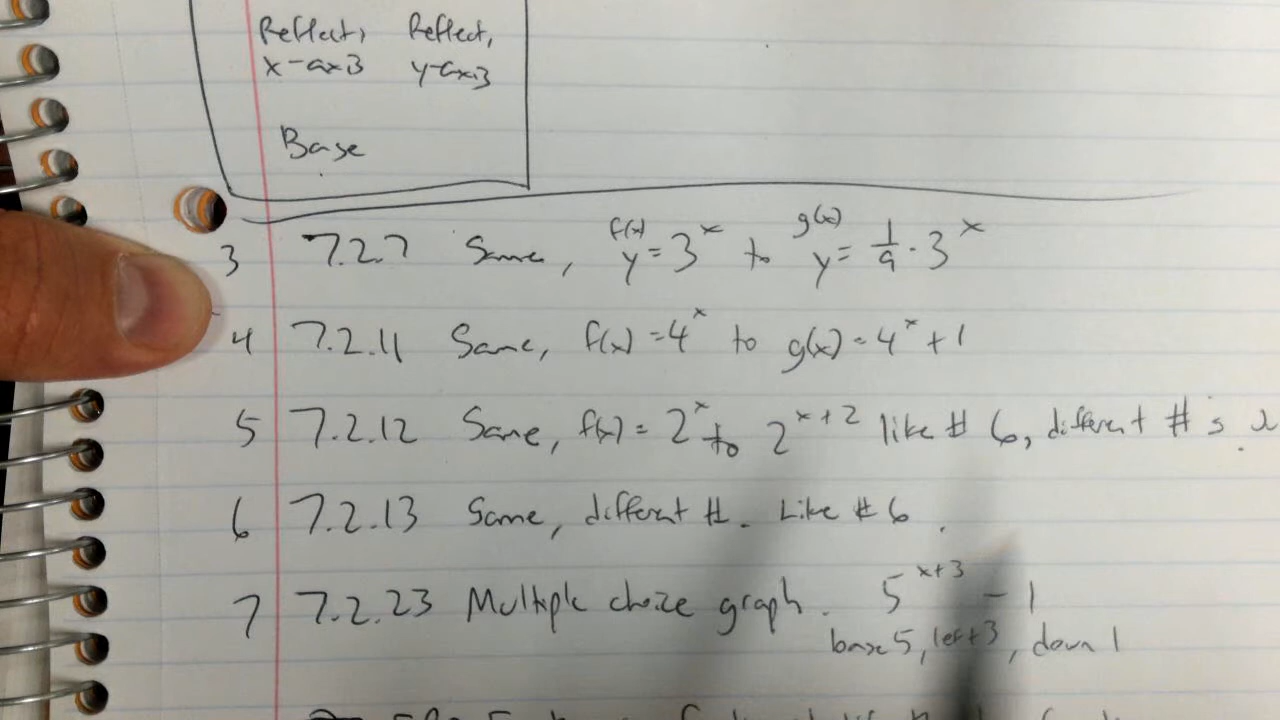 Reflect, Reflect,
x-axis y-axis
Base
3 7.2.7 Same, f(x) y=3^x to g(x) y=1/9·3^x
4 7.2.11 Same, f(x)=4^x to g(x)=4^x+1
5 7.2.12 Same, f(x)=2^x to 2^(x+2) like # 6, different #'s
6 7.2.13 Same, different #. Like #6.
7 7.2.23 Multiple choice graph. 5^(x+3) - 1
base 5, left 3, down 1